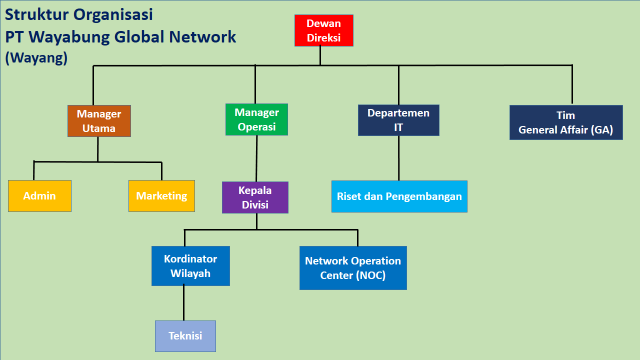 Struktur Organisasi
PT Wayabung Global Network
(Wayang)
Dewan
Direksi
Manager
Utama
Manager
Operasi
Departemen
IT
Tim
General Affair (GA)
Admin
Marketing
Kepala
Divisi
Riset dan Pengembangan
Kordinator
Wilayah
Network Operation
Center (NOC)
Teknisi